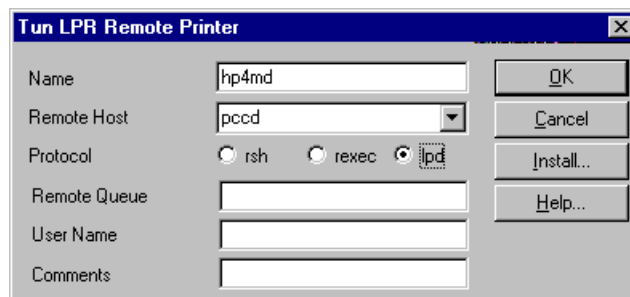 Tun LPR Remote Printer
Name hp4md OK
Remote Host pccd Cancel
Protocol rsh rexec lpd Install...
Remote Queue Help...
User Name
Comments